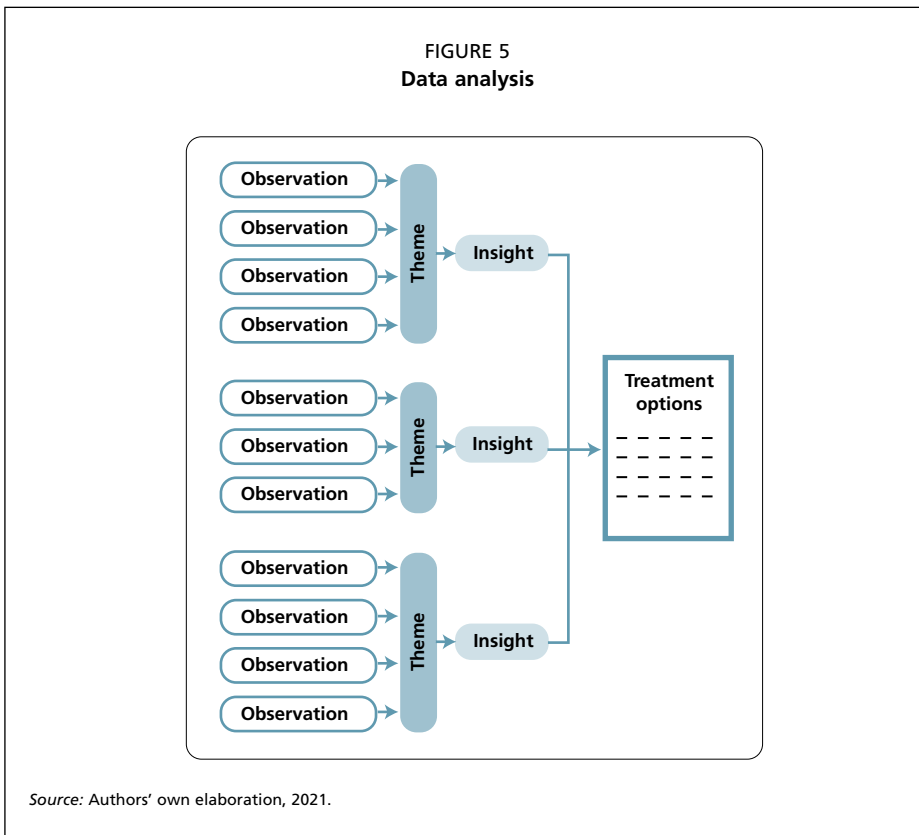 FIGURE 5
Data analysis
Observation
Observation
Observation
Observation
Theme
Insight
Observation
Observation
Observation
Theme
Insight
Observation
Observation
Observation
Observation
Theme
Insight
Treatment
options
Source: Authors’ own elaboration, 2021.